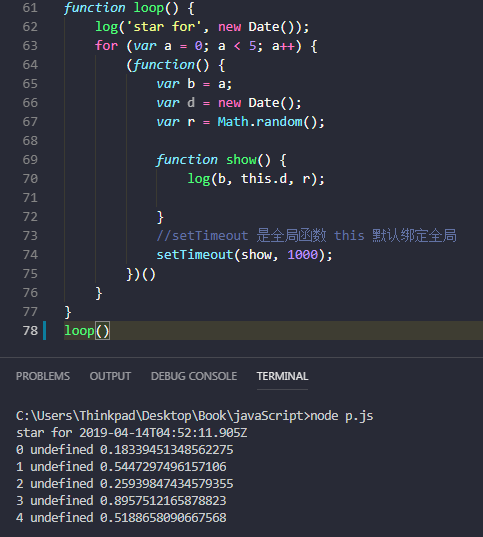 61 function loop() {
62 log('star for', new Date());
63 for (var a = 0; a < 5; a++) {
64 (function() {
65 var b = a;
66 var d = new Date();
67 var r = Math.random();
68
69 function show() {
70 log(b, this.d, r);
71
72 }
73 //setTimeout 是全局函数 this 默认绑定全局
74 setTimeout(show, 1000);
75 })()
76 }
77 }
78 loop()
PROBLEMS OUTPUT DEBUG CONSOLE TERMINAL
C:\Users\Thinkpad\Desktop\Book\javaScript>node p.js
star for 2019-04-14T04:52:11.905Z
0 undefined 0.18339451348562275
1 undefined 0.5447297496157106
2 undefined 0.25939847434579355
3 undefined 0.8957512165878823
4 undefined 0.5188658090667568